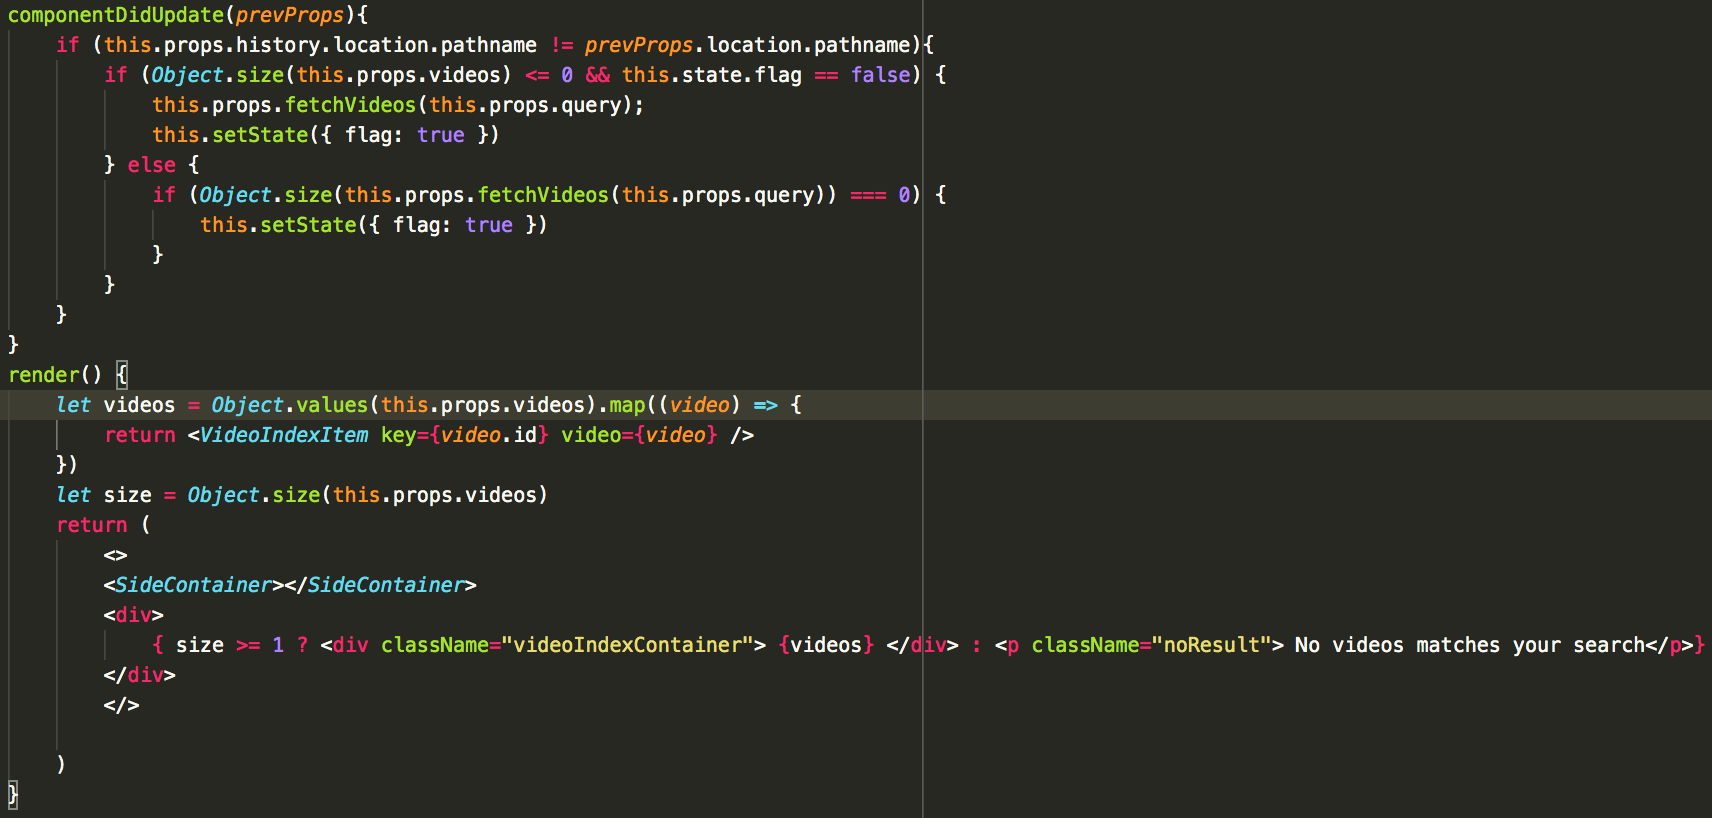 componentDidUpdate(prevProps){
    if (this.props.history.location.pathname != prevProps.location.pathname){
        if (Object.size(this.props.videos) <= 0 && this.state.flag == false) {
            this.props.fetchVideos(this.props.query);
            this.setState({ flag: true })
        } else {
            if (Object.size(this.props.fetchVideos(this.props.query)) === 0) {
                this.setState({ flag: true })
            }
        }
    }
}
render() {
    let videos = Object.values(this.props.videos).map((video) => {
        return <VideoIndexItem key={video.id} video={video} />
    })
    let size = Object.size(this.props.videos)
    return (
        <>
        <SideContainer></SideContainer>
        <div>
            { size >= 1 ? <div className="videoIndexContainer"> {videos} </div> : <p className="noResult"> No videos matches your search</p>}
        </div>
        </>

    )
}